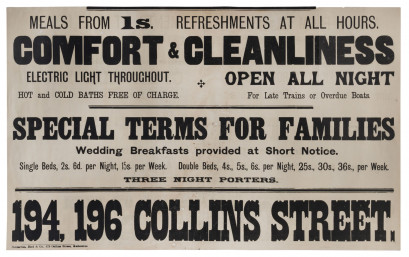 MEALS FROM 1s. REFRESHMENTS AT ALL HOURS.
COMFORT & CLEANLINESS
ELECTRIC LIGHT THROUGHOUT. OPEN ALL NIGHT
HOT and COLD BATHS FREE OF CHARGE. For Late Trains or Overdue Boats
SPECIAL TERMS FOR FAMILIES
Wedding Breakfasts provided at Short Notice.
Single Beds, 2s. 6d. per Night, 15s. per Week. Double Beds, 4s., 5s., 6s. per Night, 25s., 30s., 36s., per Week.
THREE NIGHT PORTERS.
194, 196 COLLINS STREET.